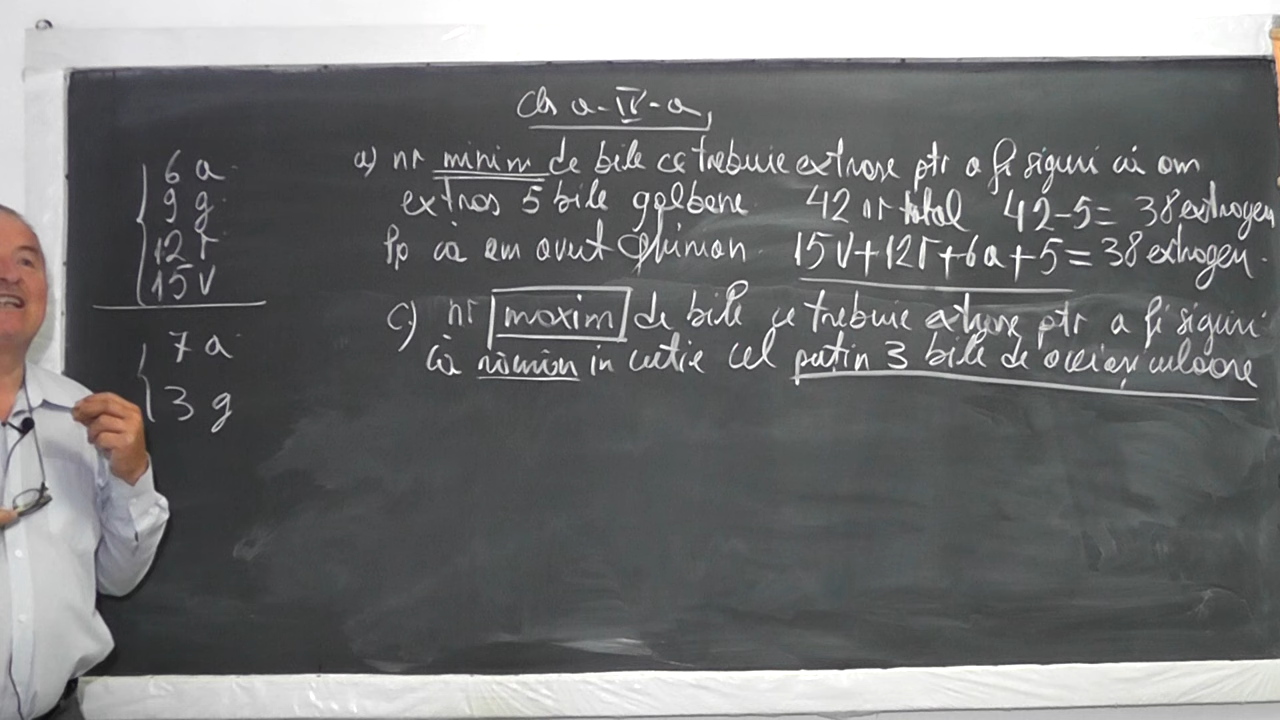 Cls a-IV-a,
6 a
9 g
12 r
15 V
7 a
3 g
a) nr minim de bile ce trebuie extrase ptr a fi siguri că am
extras 5 bile galbene 42 nr total 42-5= 38 extrageri
Pp că am avut ghinion. 15V+12r+6a+5=38 extrageri.
c) nr maxim de bile ce trebuie extrase ptr a fi siguri
că rămân in cutie cel putin 3 bile de aceiași culoare